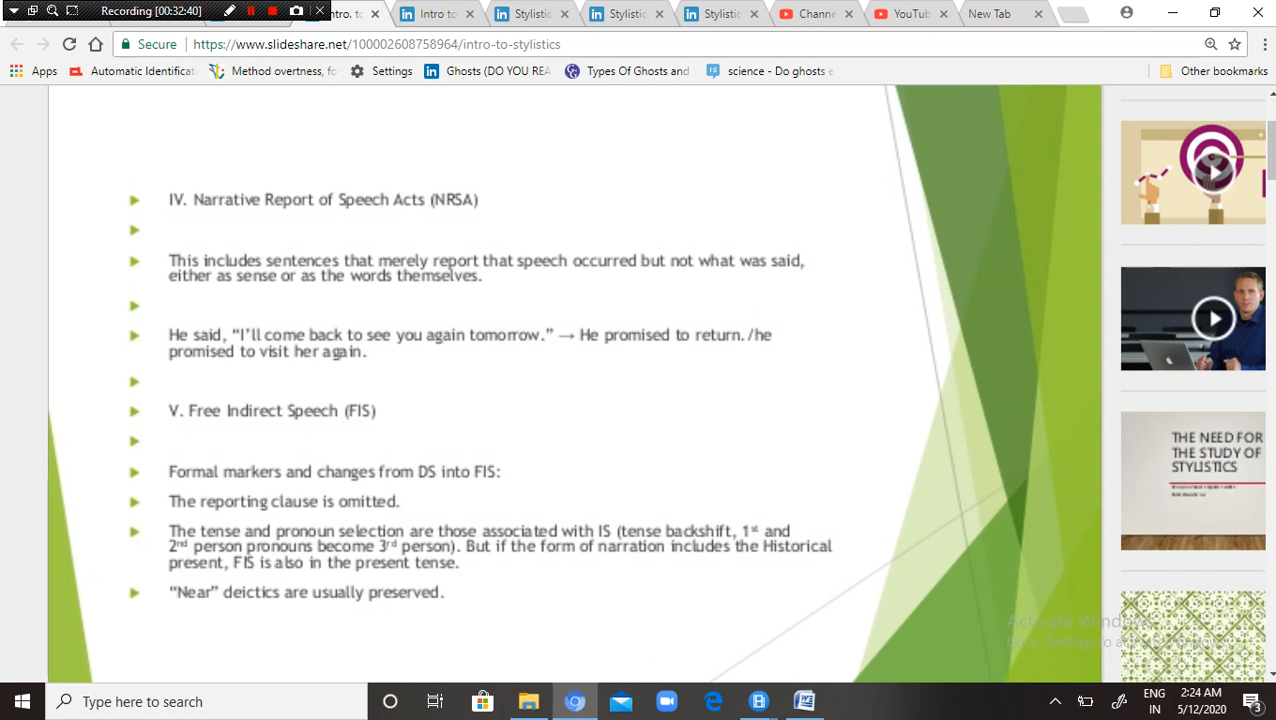 Recording [00:32:40]
ntro. to
Intro to
Stylistic
Stylistic
Stylistic
Channe
YouTub
New Tab
Secure
https://www.slideshare.net/100002608758964/intro-to-stylistics
Apps
Automatic Identificat
Method overtness, fo
Settings
Ghosts (DO YOU REA
Types Of Ghosts and
science - Do ghosts e
Other bookmarks
IV. Narrative Report of Speech Acts (NRSA)
This includes sentences that merely report that speech occurred but not what was said,
either as sense or as the words themselves.
He said, “I’ll come back to see you again tomorrow.” → He promised to return./he
promised to visit her again.
V. Free Indirect Speech (FIS)
Formal markers and changes from DS into FIS:
The reporting clause is omitted.
The tense and pronoun selection are those associated with IS (tense backshift, 1st and
2nd person pronouns become 3rd person). But if the form of narration includes the Historical
present, FIS is also in the present tense.
“Near” deictics are usually preserved.
THE NEED FOR
THE STUDY OF
STYLISTICS
Activate Windows
Go to Settings to activate Windows.
Type here to search
ENG
IN
2:24 AM
5/12/2020
3